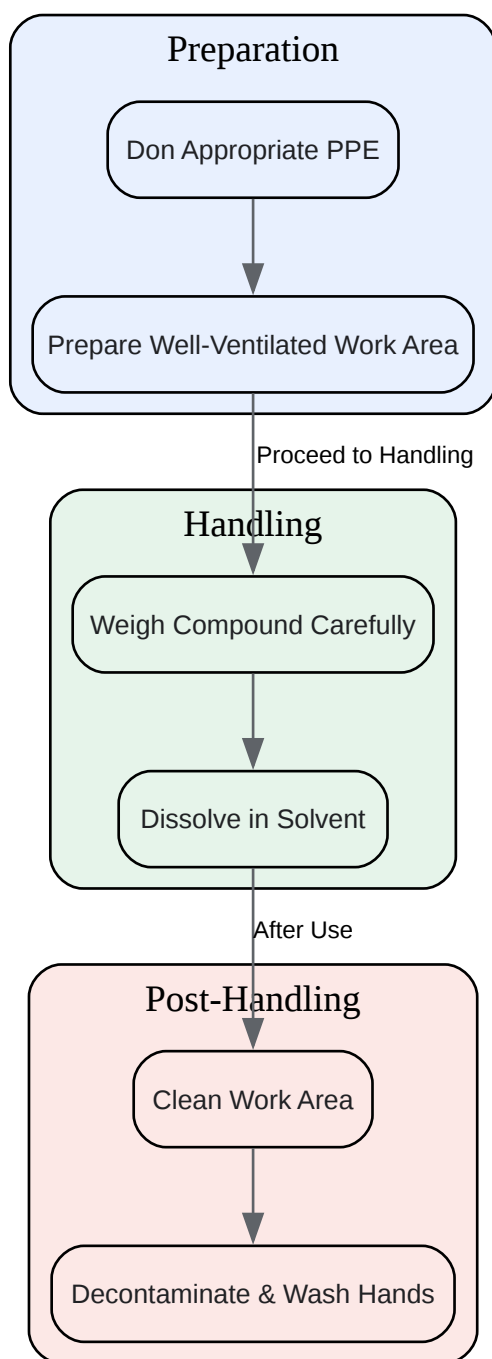 Preparation
Don Appropriate PPE
Prepare Well-Ventilated Work Area
Proceed to Handling
Handling
Weigh Compound Carefully
Dissolve in Solvent
After Use
Post-Handling
Clean Work Area
Decontaminate & Wash Hands